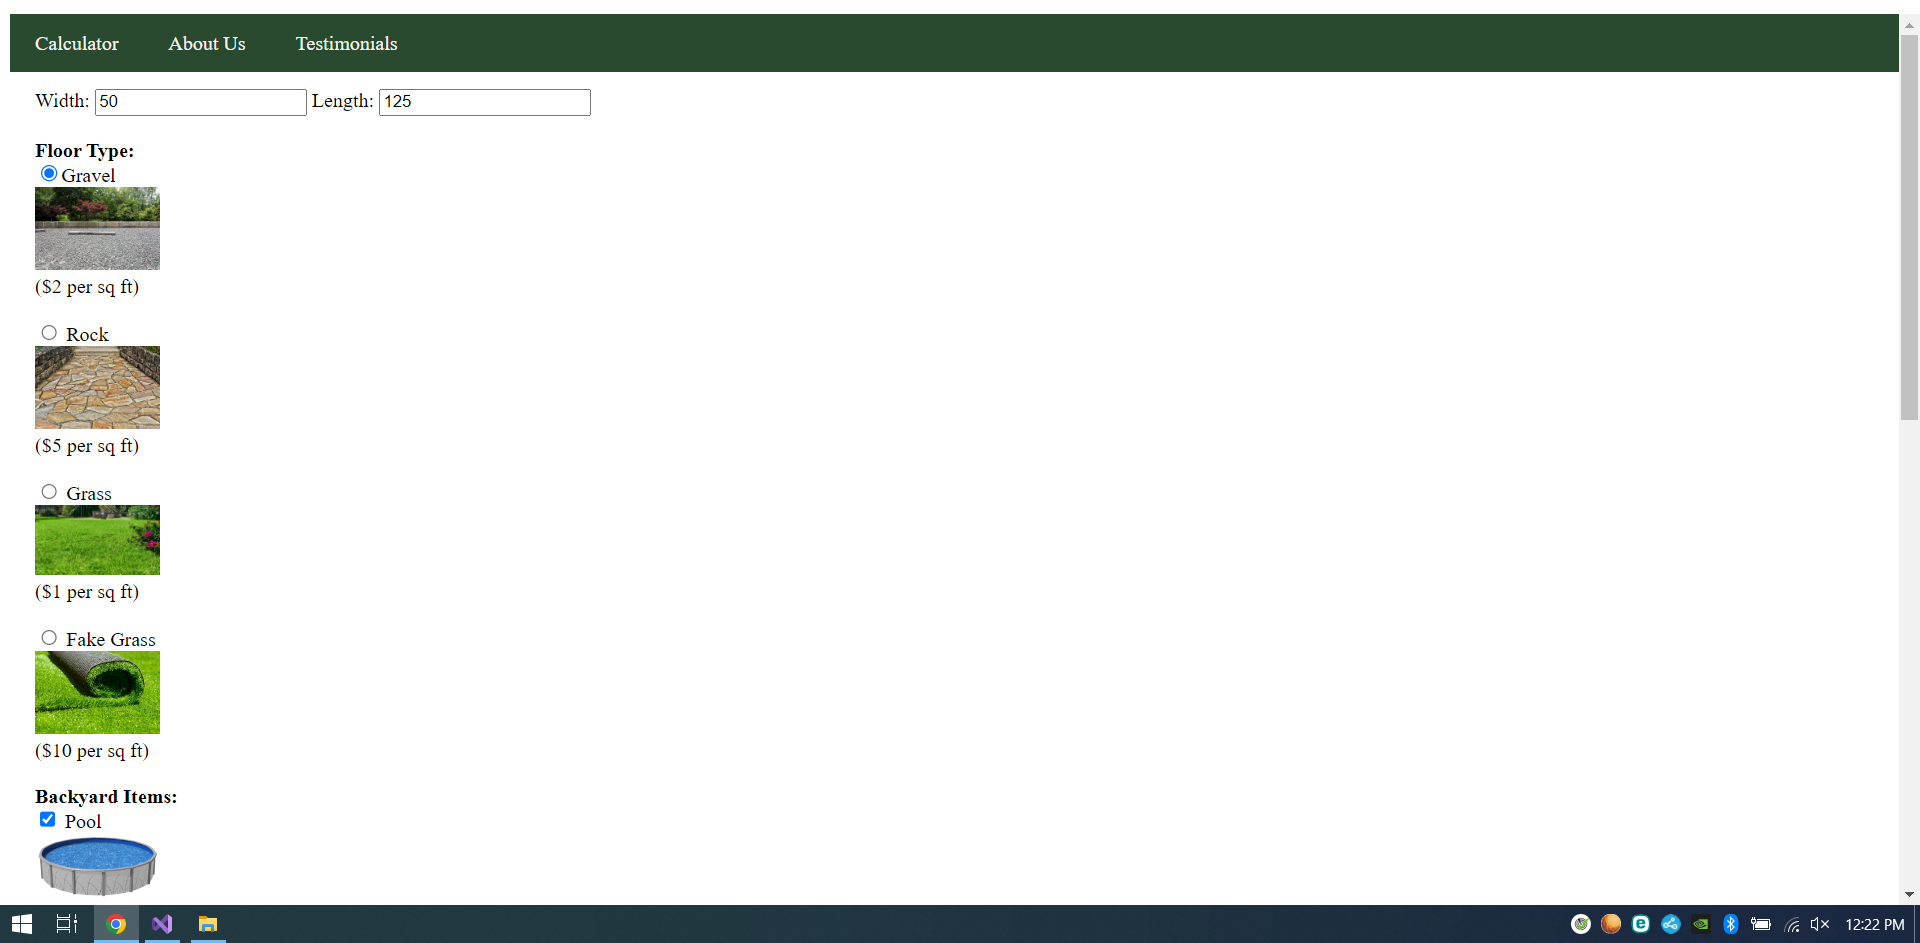 Calculator About Us Testimonials
Width: 50 Length: 125
Floor Type:
Gravel
($2 per sq ft)
Rock
($5 per sq ft)
Grass
($1 per sq ft)
Fake Grass
($10 per sq ft)
Backyard Items:
Pool
12:22 PM